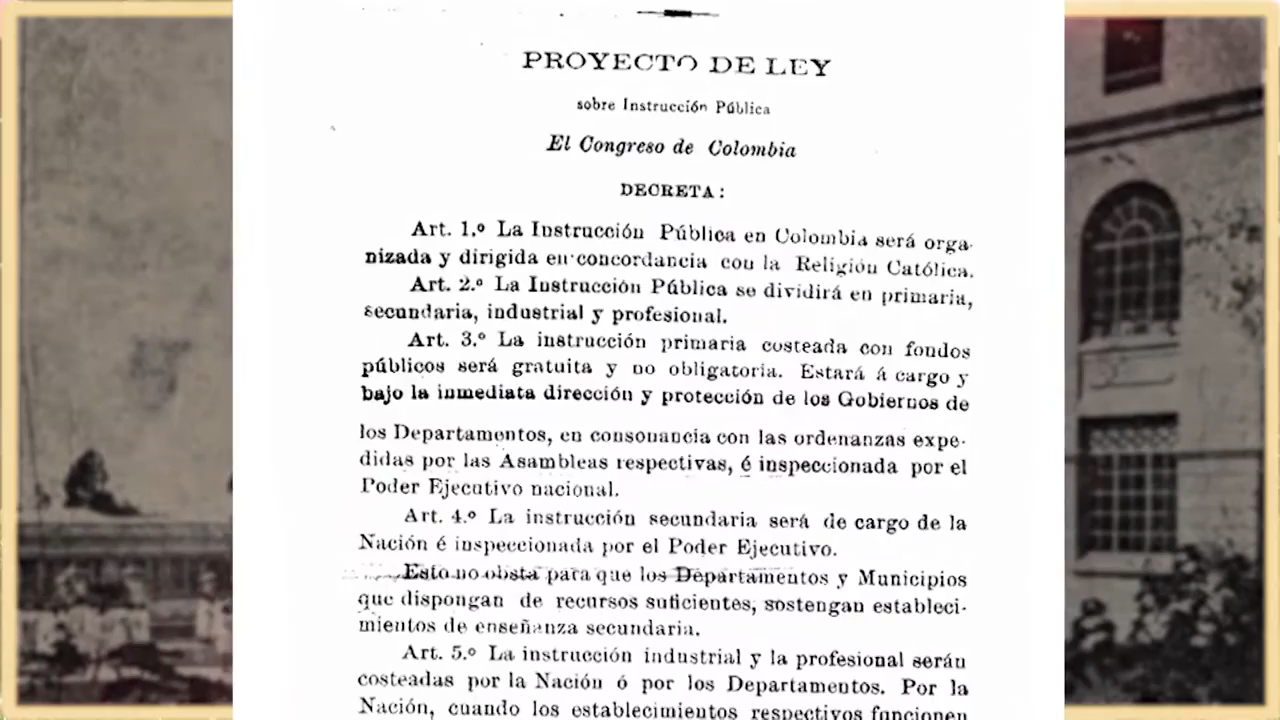 PROYECTO DE LEY
sobre Instrucción Pública
El Congreso de Colombia
DECRETA:
Art. 1.º La Instrucción Pública en Colombia será orga-
nizada y dirigida en concordancia con la Religión Católica.
Art. 2.º La Instrucción Pública se dividirá en primaria,
secundaria, industrial y profesional.
Art. 3.º La instrucción primaria costeada con fondos
públicos será gratuita y no obligatoria. Estará á cargo y
bajo la inmediata dirección y protección de los Gobiernos de
los Departamentos, en consonancia con las ordenanzas expe-
didas por las Asambleas respectivas, é inspeccionada por el
Poder Ejecutivo nacional.
Art. 4.º La instrucción secundaria será de cargo de la
Nación é inspeccionada por el Poder Ejecutivo.
Esto no obsta para que los Departamentos y Municipios
que dispongan de recursos suficientes, sostengan estableci-
mientos de enseñanza secundaria.
Art. 5.º La instrucción industrial y la profesional serán
costeadas por la Nación ó por los Departamentos. Por la
Nación, cuando los establecimientos respectivos funcionen